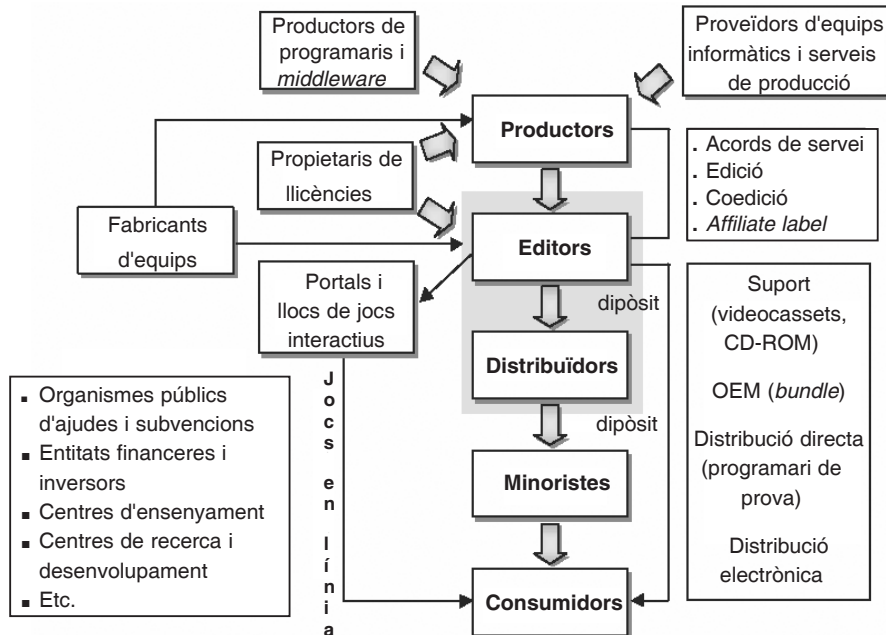 Productors de
programaris i
middleware
Proveïdors d'equips
informàtics i serveis
de producció
Productors
. Acords de servei
. Edició
. Coedició
. Affiliate label
Propietaris de
llicències
Fabricants
d'equips
Editors
Portals i
llocs de jocs
interactius
dipòsit
Suport
(videocassets,
CD-ROM)
OEM (bundle)
Distribució directa
(programari de
prova)
Distribució
electrònica
Distribuïdors
dipòsit
Jocs en línia
▪ Organismes públics
d'ajudes i subvencions
▪ Entitats financeres i
inversors
▪ Centres d'ensenyament
▪ Centres de recerca i
desenvolupament
▪ Etc.
Minoristes
Consumidors